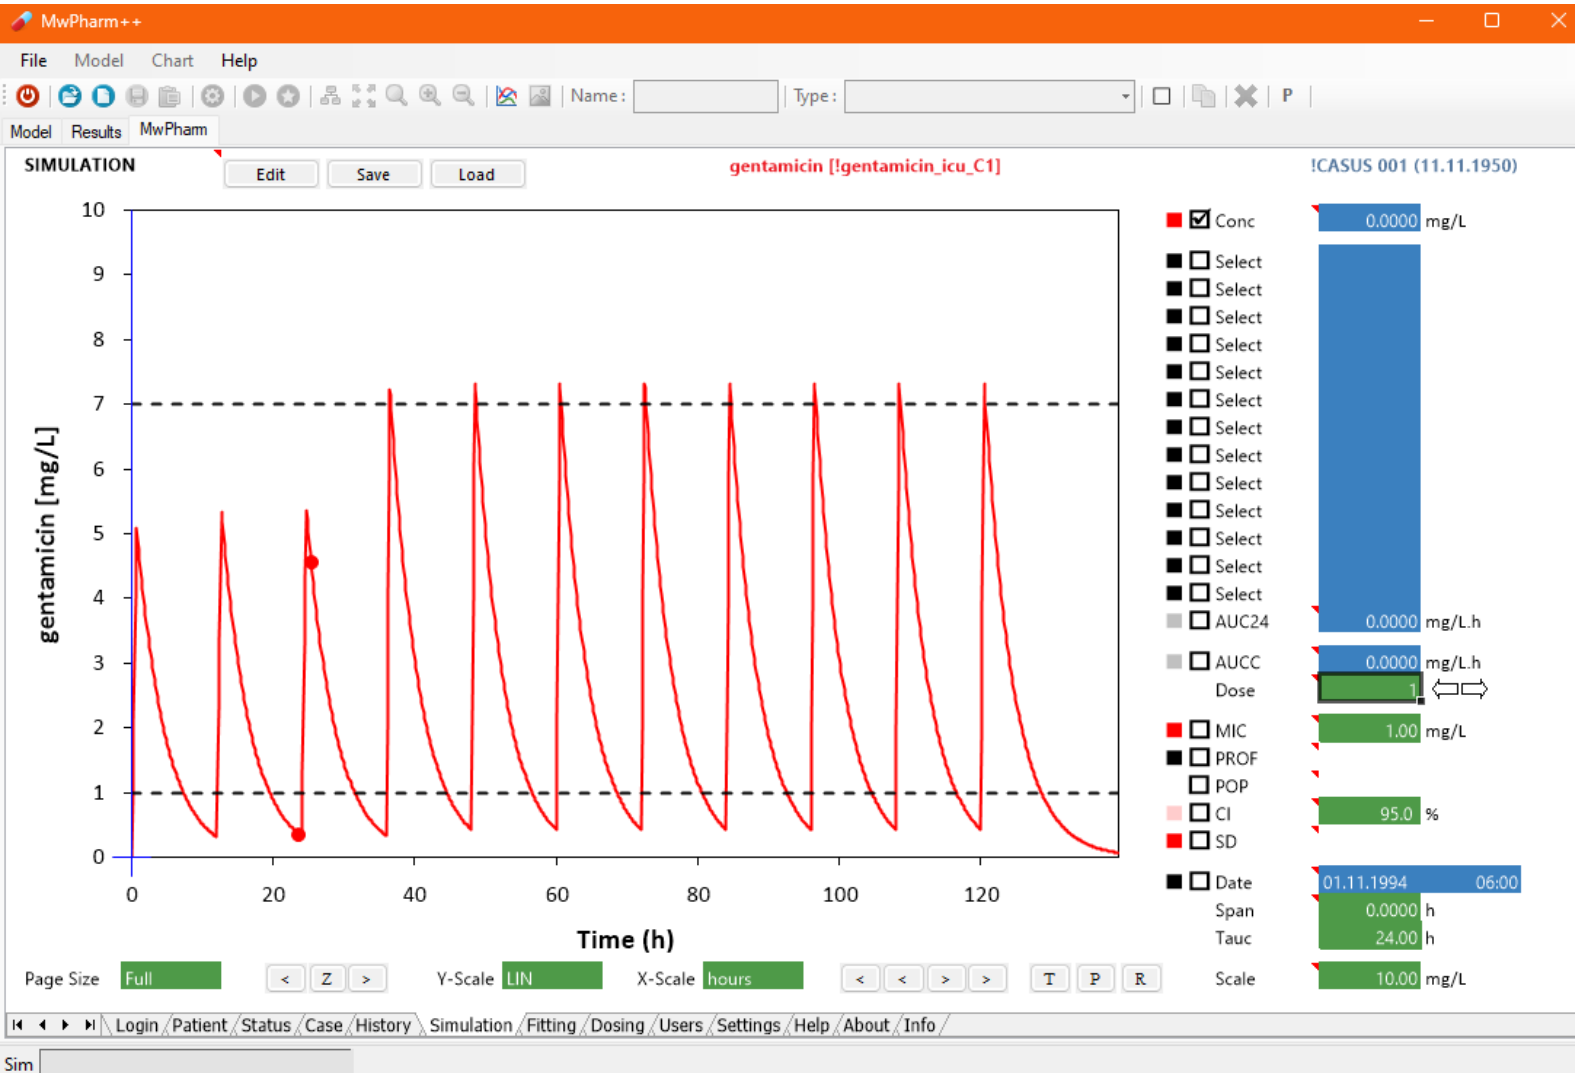 MwPharm++
File Model Chart Help
Name: Type: P
Model Results MwPharm
SIMULATION Edit Save Load gentamicin [!gentamicin_icu_C1] !CASUS 001 (11.11.1950)
10
9
8
7
6
5
4
3
2
1
0
gentamicin [mg/L]
0 20 40 60 80 100 120
Time (h)
Conc 0.0000 mg/L
Select
Select
Select
Select
Select
Select
Select
Select
Select
Select
Select
Select
Select
AUC24 0.0000 mg/L.h
AUCC 0.0000 mg/L.h
Dose 1
MIC 1.00 mg/L
PROF
POP
CI 95.0 %
SD
Date 01.11.1994 06:00
Span 0.0000 h
Tauc 24.00 h
Page Size Full < Z > Y-Scale LIN X-Scale hours < < > > T P R Scale 10.00 mg/L
Login Patient Status Case History Simulation Fitting Dosing Users Settings Help About Info
Sim